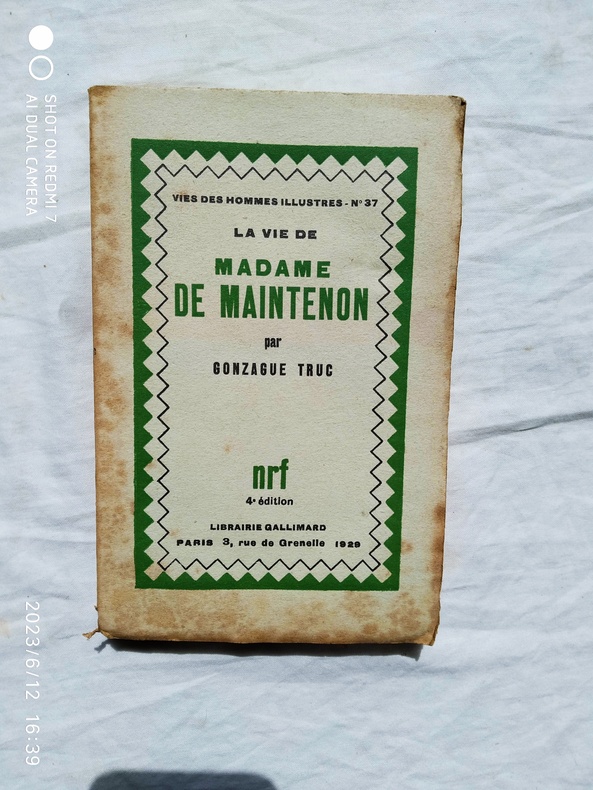 VIES DES HOMMES ILLUSTRES - N° 37
LA VIE DE
MADAME
DE MAINTENON
par
GONZAGUE TRUC
nrf
4e édition
LIBRAIRIE GALLIMARD
PARIS 3, rue de Grenelle 1929
SHOT ON REDMI 7
AI DUAL CAMERA
2023/6/12 16:39